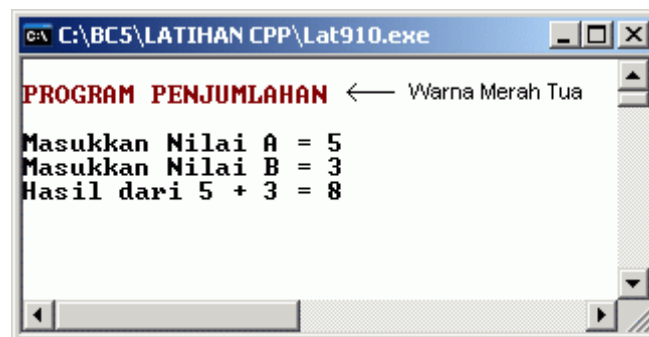 C:\BC5\LATIHAN CPP\Lat910.exe
PROGRAM PENJUMLAHAN Warna Merah Tua
Masukkan Nilai A = 5
Masukkan Nilai B = 3
Hasil dari 5 + 3 = 8